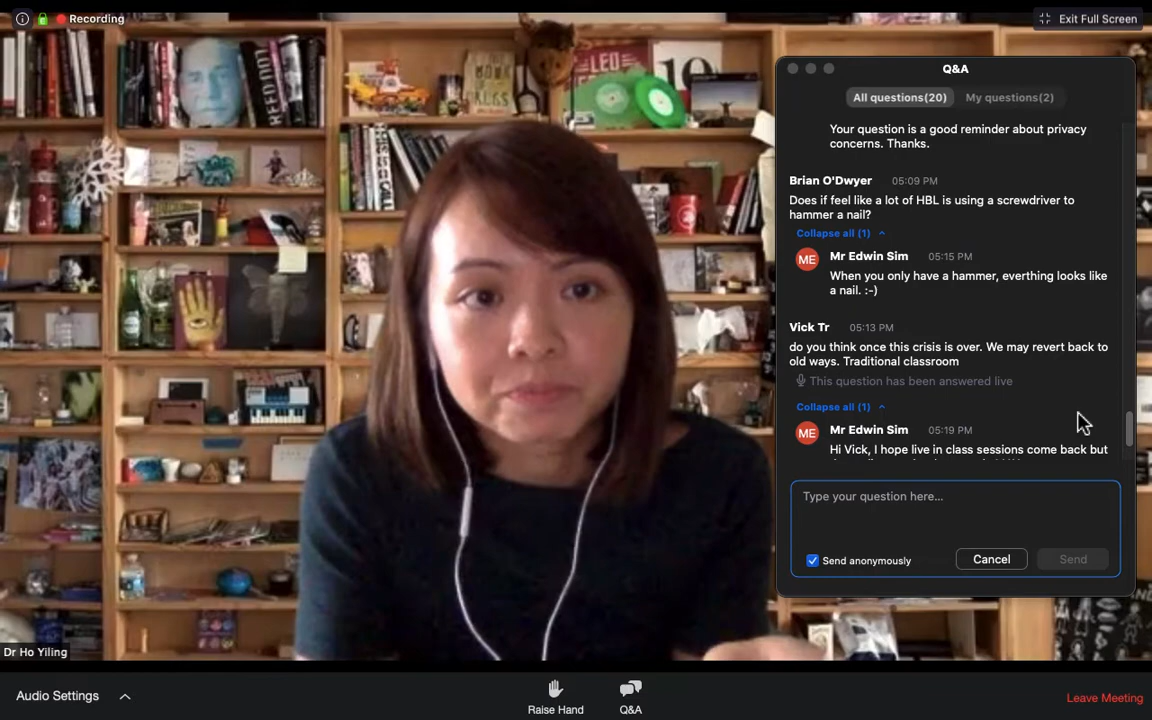 Recording
Exit Full Screen
Q&A
All questions(20)
My questions(2)
Your question is a good reminder about privacy
concerns. Thanks.
Brian O'Dwyer 05:09 PM
Does if feel like a lot of HBL is using a screwdriver to
hammer a nail?
Collapse all (1)
ME
Mr Edwin Sim 05:15 PM
When you only have a hammer, everthing looks like
a nail. :-)
Vick Tr 05:13 PM
do you think once this crisis is over. We may revert back to
old ways. Traditional classroom
This question has been answered live
Collapse all (1)
ME
Mr Edwin Sim 05:19 PM
Hi Vick, I hope live in class sessions come back but
Type your question here...
Send anonymously
Cancel
Send
LEO
REED
Dr Ho Yiling
Audio Settings
Raise Hand
Q&A
Leave Meeting